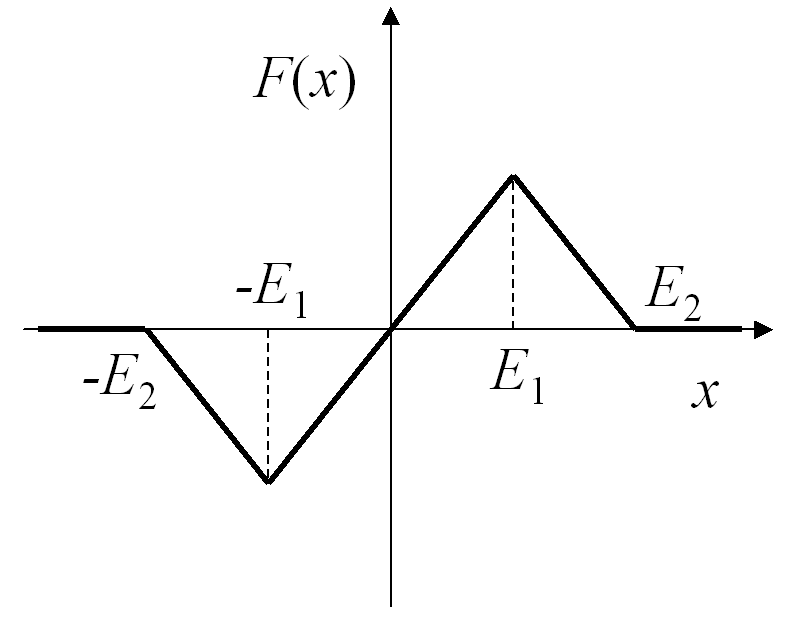 F(x)
-E₁
E₂
-E₂
E₁
x